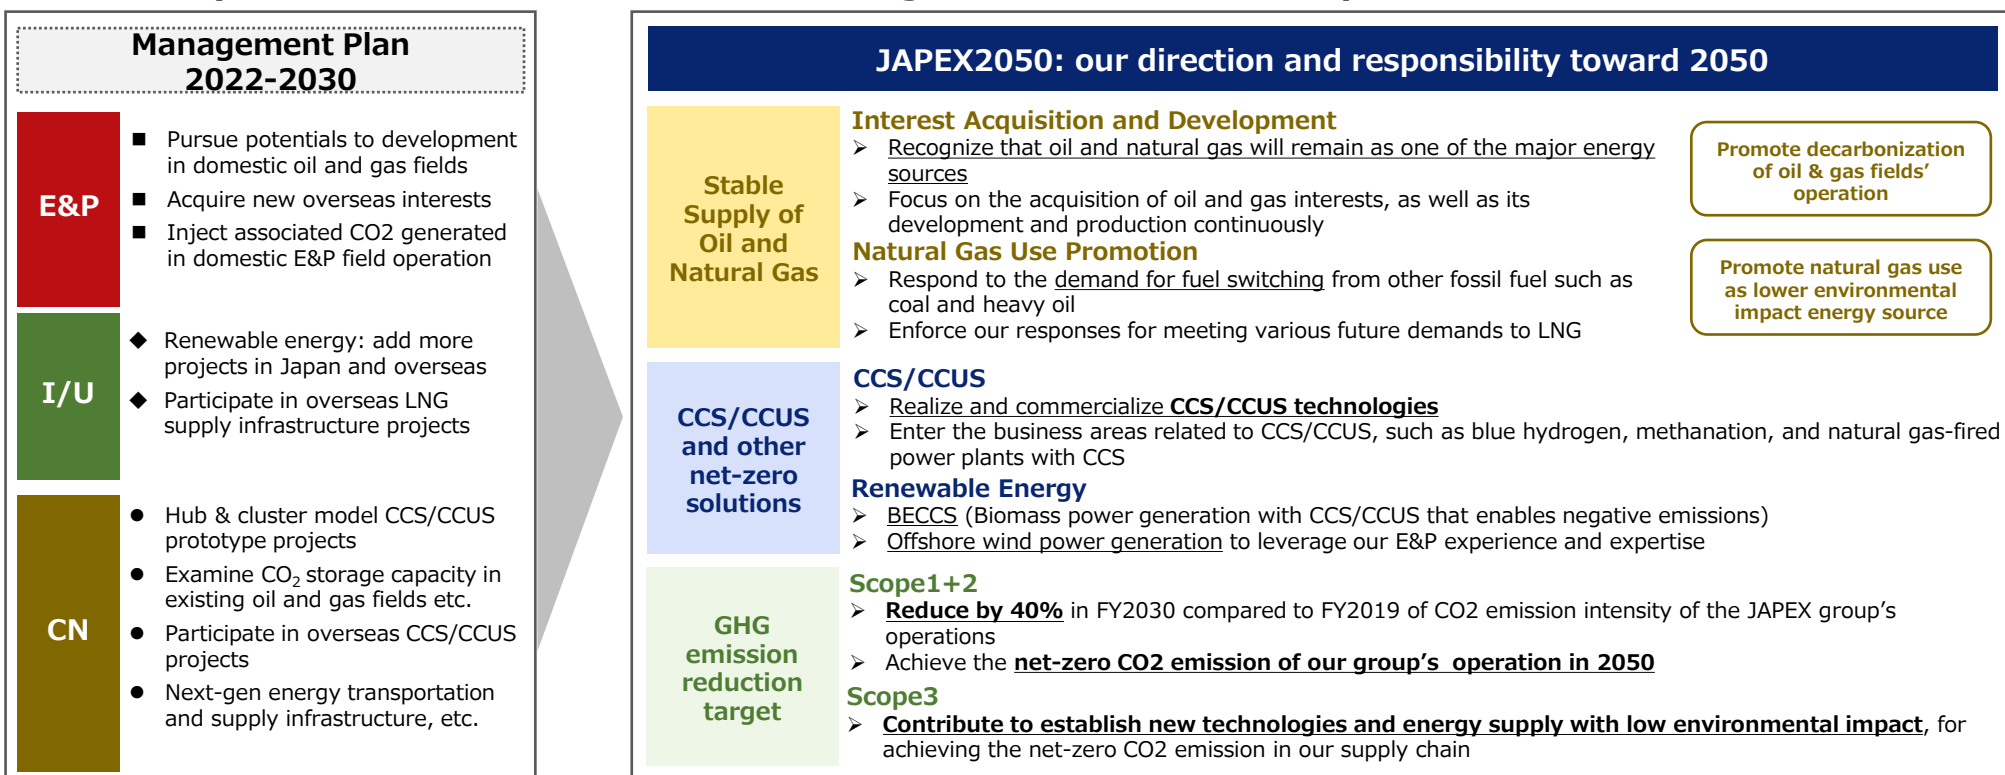 Management Plan
2022-2030
E&P
■ Pursue potentials to development
in domestic oil and gas fields
■ Acquire new overseas interests
■ Inject associated CO2 generated
in domestic E&P field operation
I/U
◆ Renewable energy: add more
projects in Japan and overseas
◆ Participate in overseas LNG
supply infrastructure projects
CN
● Hub & cluster model CCS/CCUS
prototype projects
● Examine CO₂ storage capacity in
existing oil and gas fields etc.
● Participate in overseas CCS/CCUS
projects
● Next-gen energy transportation
and supply infrastructure, etc.
JAPEX2050: our direction and responsibility toward 2050
Stable
Supply of
Oil and
Natural Gas
Interest Acquisition and Development
➢ Recognize that oil and natural gas will remain as one of the major energy
sources
➢ Focus on the acquisition of oil and gas interests, as well as its
development and production continuously
Natural Gas Use Promotion
➢ Respond to the demand for fuel switching from other fossil fuel such as
coal and heavy oil
➢ Enforce our responses for meeting various future demands to LNG
Promote decarbonization
of oil & gas fields’
operation
Promote natural gas use
as lower environmental
impact energy source
CCS/CCUS
and other
net-zero
solutions
CCS/CCUS
➢ Realize and commercialize CCS/CCUS technologies
➢ Enter the business areas related to CCS/CCUS, such as blue hydrogen, methanation, and natural gas-fired
power plants with CCS
Renewable Energy
➢ BECCS (Biomass power generation with CCS/CCUS that enables negative emissions)
➢ Offshore wind power generation to leverage our E&P experience and expertise
GHG
emission
reduction
target
Scope1+2
➢ Reduce by 40% in FY2030 compared to FY2019 of CO2 emission intensity of the JAPEX group’s
operations
➢ Achieve the net-zero CO2 emission of our group’s operation in 2050
Scope3
➢ Contribute to establish new technologies and energy supply with low environmental impact, for
achieving the net-zero CO2 emission in our supply chain